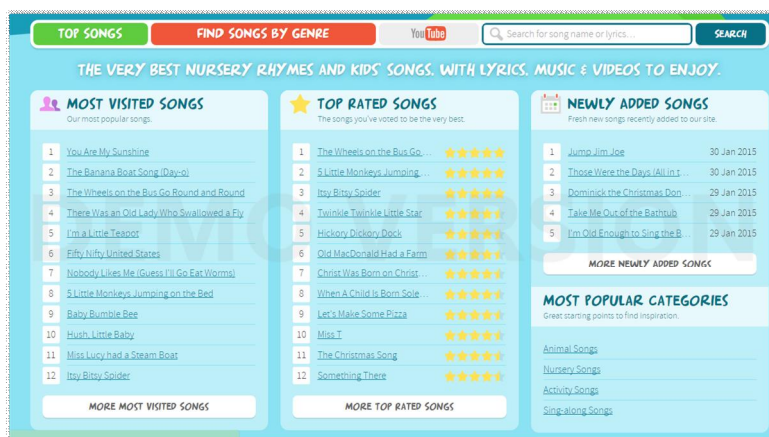 TOP SONGS
FIND SONGS BY GENRE
YouTube
Search for song name or lyrics...
SEARCH
THE VERY BEST NURSERY RHYMES AND KIDS' SONGS, WITH LYRICS, MUSIC & VIDEOS TO ENJOY.
MOST VISITED SONGS
Our most popular songs.
1 You Are My Sunshine
2 The Banana Boat Song (Day-o)
3 The Wheels on the Bus Go Round and Round
4 There Was an Old Lady Who Swallowed a Fly
5 I'm a Little Teapot
6 Fifty Nifty United States
7 Nobody Likes Me (Guess I'll Go Eat Worms)
8 5 Little Monkeys Jumping on the Bed
9 Baby Bumble Bee
10 Hush, Little Baby
11 Miss Lucy had a Steam Boat
12 Itsy Bitsy Spider
MORE MOST VISITED SONGS
TOP RATED SONGS
The songs you've voted to be the very best.
1 The Wheels on the Bus Go ...
2 5 Little Monkeys Jumping ...
3 Itsy Bitsy Spider
4 Twinkle Twinkle Little Star
5 Hickory Dickory Dock
6 Old MacDonald Had a Farm
7 Christ Was Born on Christ...
8 When A Child Is Born Sole...
9 Let's Make Some Pizza
10 Miss T
11 The Christmas Song
12 Something There
MORE TOP RATED SONGS
NEWLY ADDED SONGS
Fresh new songs recently added to our site.
1 Jump Jim Joe 30 Jan 2015
2 Those Were the Days (All in t... 30 Jan 2015
3 Dominick the Christmas Don... 29 Jan 2015
4 Take Me Out of the Bathtub 29 Jan 2015
5 I'm Old Enough to Sing the B... 29 Jan 2015
MORE NEWLY ADDED SONGS
MOST POPULAR CATEGORIES
Great starting points to find inspiration.
Animal Songs
Nursery Songs
Activity Songs
Sing-along Songs
DEMO VERSION